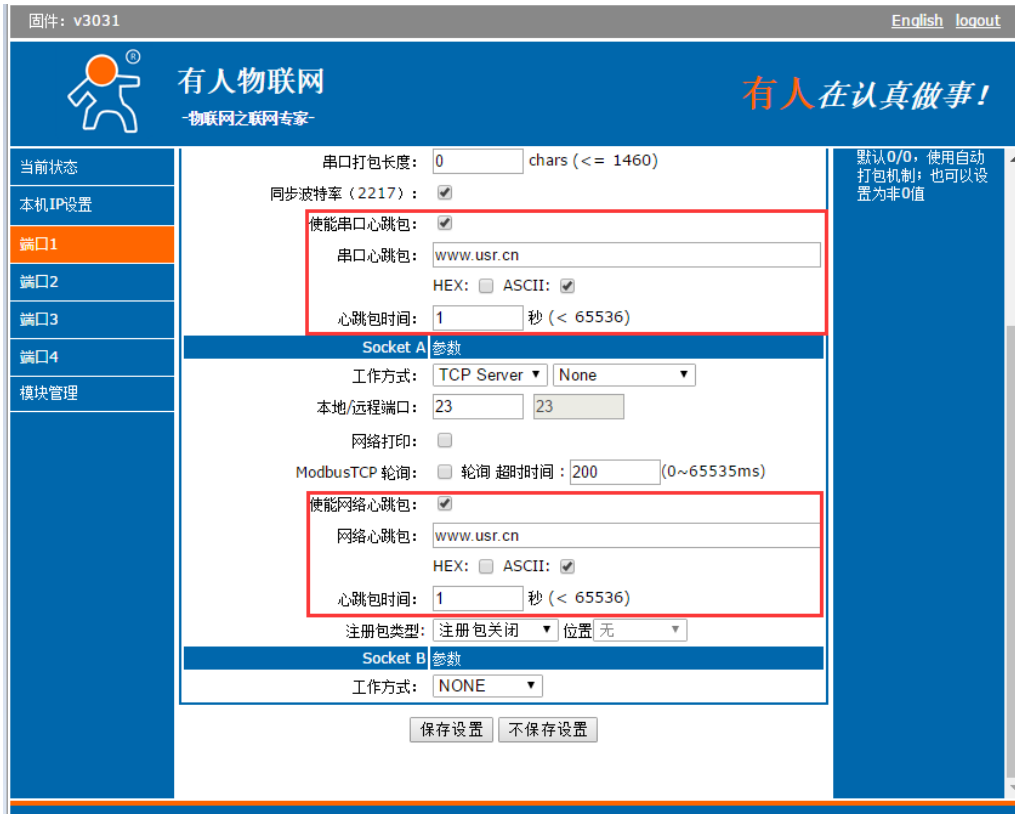 固件：v3031
English logout
®
有人物联网
-物联网之联网专家-
有人在认真做事！
当前状态
本机IP设置
端口1
端口2
端口3
端口4
模块管理
串口打包长度： 0 chars (<= 1460)
同步波特率（2217）：
使能串口心跳包：
串口心跳包： www.usr.cn
HEX: ASCII:
心跳包时间： 1 秒 (< 65536)
Socket A 参数
工作方式： TCP Server None
本地/远程端口： 23 23
网络打印：
ModbusTCP 轮询： 轮询 超时时间：200 (0~65535ms)
使能网络心跳包：
网络心跳包： www.usr.cn
HEX: ASCII:
心跳包时间： 1 秒 (< 65536)
注册包类型： 注册包关闭 位置 无
Socket B 参数
工作方式： NONE
保存设置 不保存设置
默认0/0，使用自动
打包机制；也可以设
置为非0值